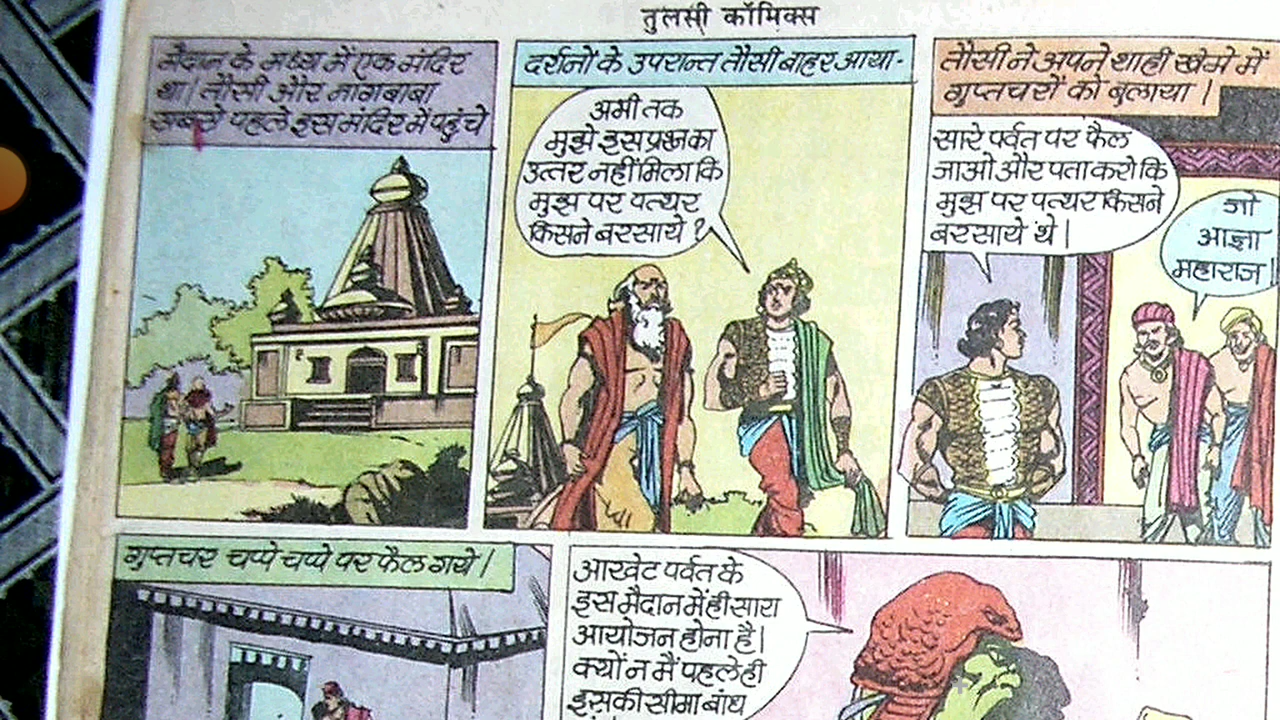 तुलसी कॉमिक्स
मैदान के मध्य में एक मंदिर
था। तौसी और नागबाबा
सबसे पहले इस मंदिर में पहुंचे
दर्शनों के उपरान्त तौसी बाहर आया-
अभी तक
मुझे इस प्रश्न का
उत्तर नहीं मिला कि
मुझ पर पत्थर
किसने बरसाये ?
तौसी ने अपने शाही खेमे में
गुप्तचरों को बुलाया।
सारे पर्वत पर फैल
जाओ और पता करो कि
मुझ पर पत्थर किसने
बरसाये थे।
जो
आज्ञा
महाराज।
गुप्तचर चप्पे-चप्पे पर फैल गये।
आखेट पर्वत के
इस मैदान में ही सारा
आयोजन होना है।
क्यों न मैं पहले ही
इसकी सीमा बांध